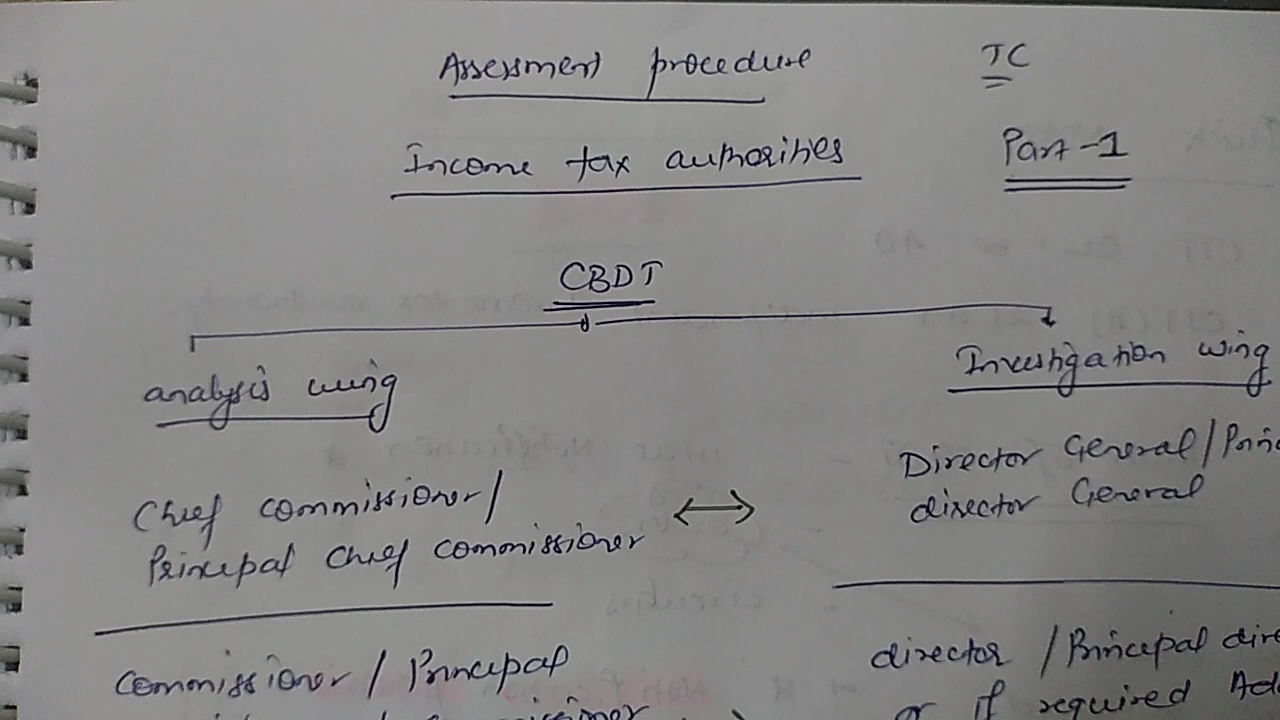 Assessment procedure
TC
Income tax authorities
Part-1
CBDT
analysis wing
Investigation wing
Chief commissioner/
Principal Chief commissioner
Director General/
director General
Commissioner / Principal
director / Principal
or if required